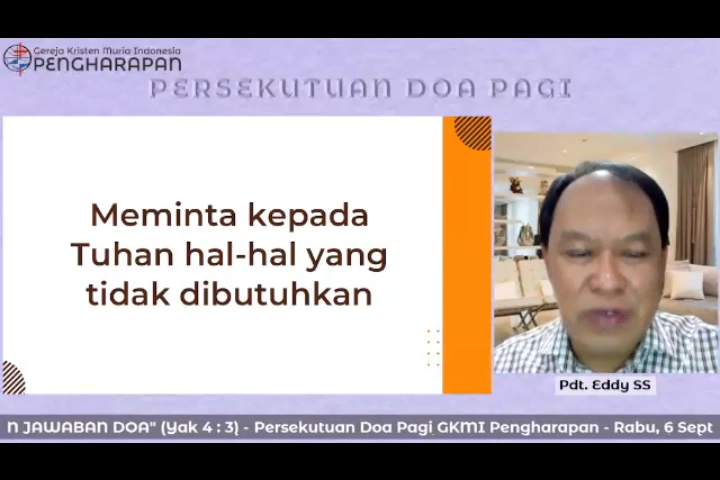 Gereja Kristen Muria Indonesia
PENGHARAPAN
PERSEKUTUAN DOA PAGI
Meminta kepada
Tuhan hal-hal yang
tidak dibutuhkan
Pdt. Eddy SS
N JAWABAN DOA" (Yak 4 : 3) - Persekutuan Doa Pagi GKMI Pengharapan - Rabu, 6 Sept